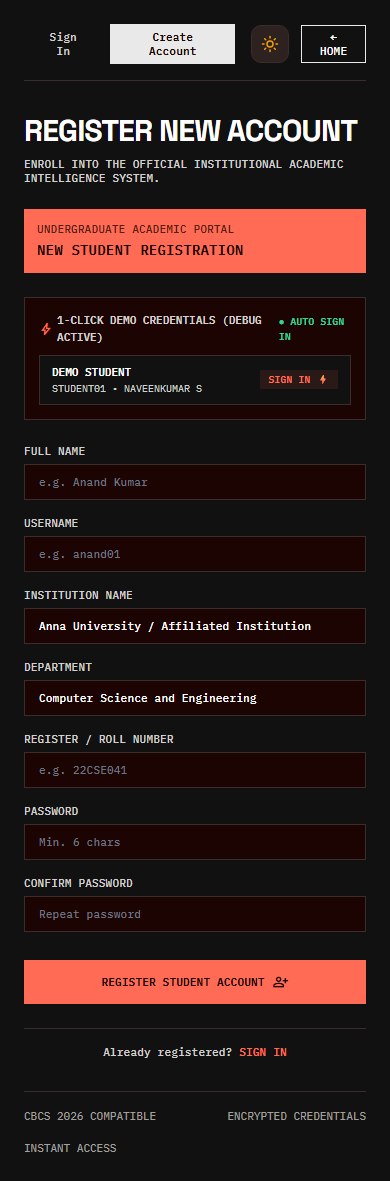 Sign
In
Create
Account
←
HOME
REGISTER NEW ACCOUNT
ENROLL INTO THE OFFICIAL INSTITUTIONAL ACADEMIC
INTELLIGENCE SYSTEM.
UNDERGRADUATE ACADEMIC PORTAL
NEW STUDENT REGISTRATION
1-CLICK DEMO CREDENTIALS (DEBUG
ACTIVE)
● AUTO SIGN
IN
DEMO STUDENT
STUDENT01 • NAVEENKUMAR S
SIGN IN
FULL NAME
e.g. Anand Kumar
USERNAME
e.g. anand01
INSTITUTION NAME
Anna University / Affiliated Institution
DEPARTMENT
Computer Science and Engineering
REGISTER / ROLL NUMBER
e.g. 22CSE041
PASSWORD
Min. 6 chars
CONFIRM PASSWORD
Repeat password
REGISTER STUDENT ACCOUNT
Already registered? SIGN IN
CBCS 2026 COMPATIBLE
ENCRYPTED CREDENTIALS
INSTANT ACCESS